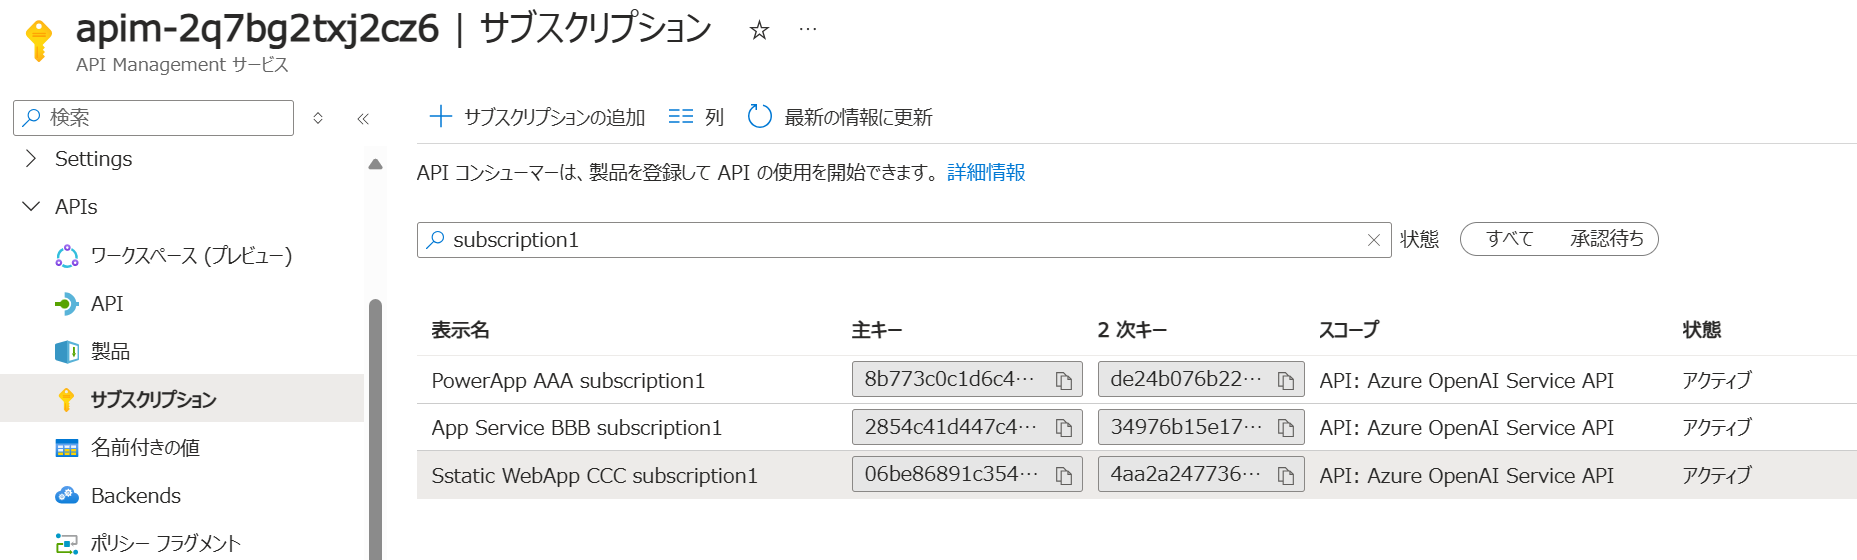 apim-2q7bg2txj2cz6 | サブスクリプション ☆ …
API Management サービス
検索
Settings
APIs
ワークスペース (プレビュー)
API
製品
サブスクリプション
名前付きの値
Backends
ポリシー フラグメント
サブスクリプションの追加 列 最新の情報に更新
API コンシューマーは、製品を登録して API の使用を開始できます。 詳細情報
subscription1 状態 すべて 承認待ち
表示名 主キー 2 次キー スコープ 状態
PowerApp AAA subscription1 8b773c0c1d6c4… de24b076b22… API: Azure OpenAI Service API アクティブ
App Service BBB subscription1 2854c41d447c4… 34976b15e17… API: Azure OpenAI Service API アクティブ
Sstatic WebApp CCC subscription1 06be86891c354… 4aa2a247736… API: Azure OpenAI Service API アクティブ